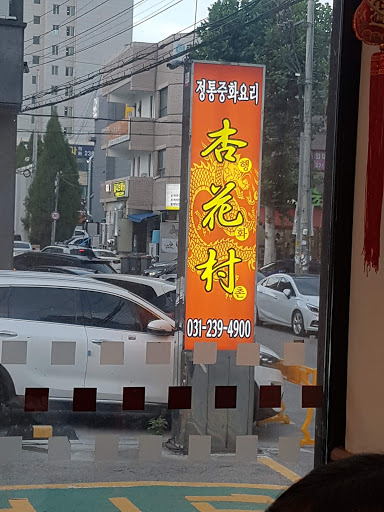 정통중화요리
杏 행
花 화
村 촌
031-239-4900